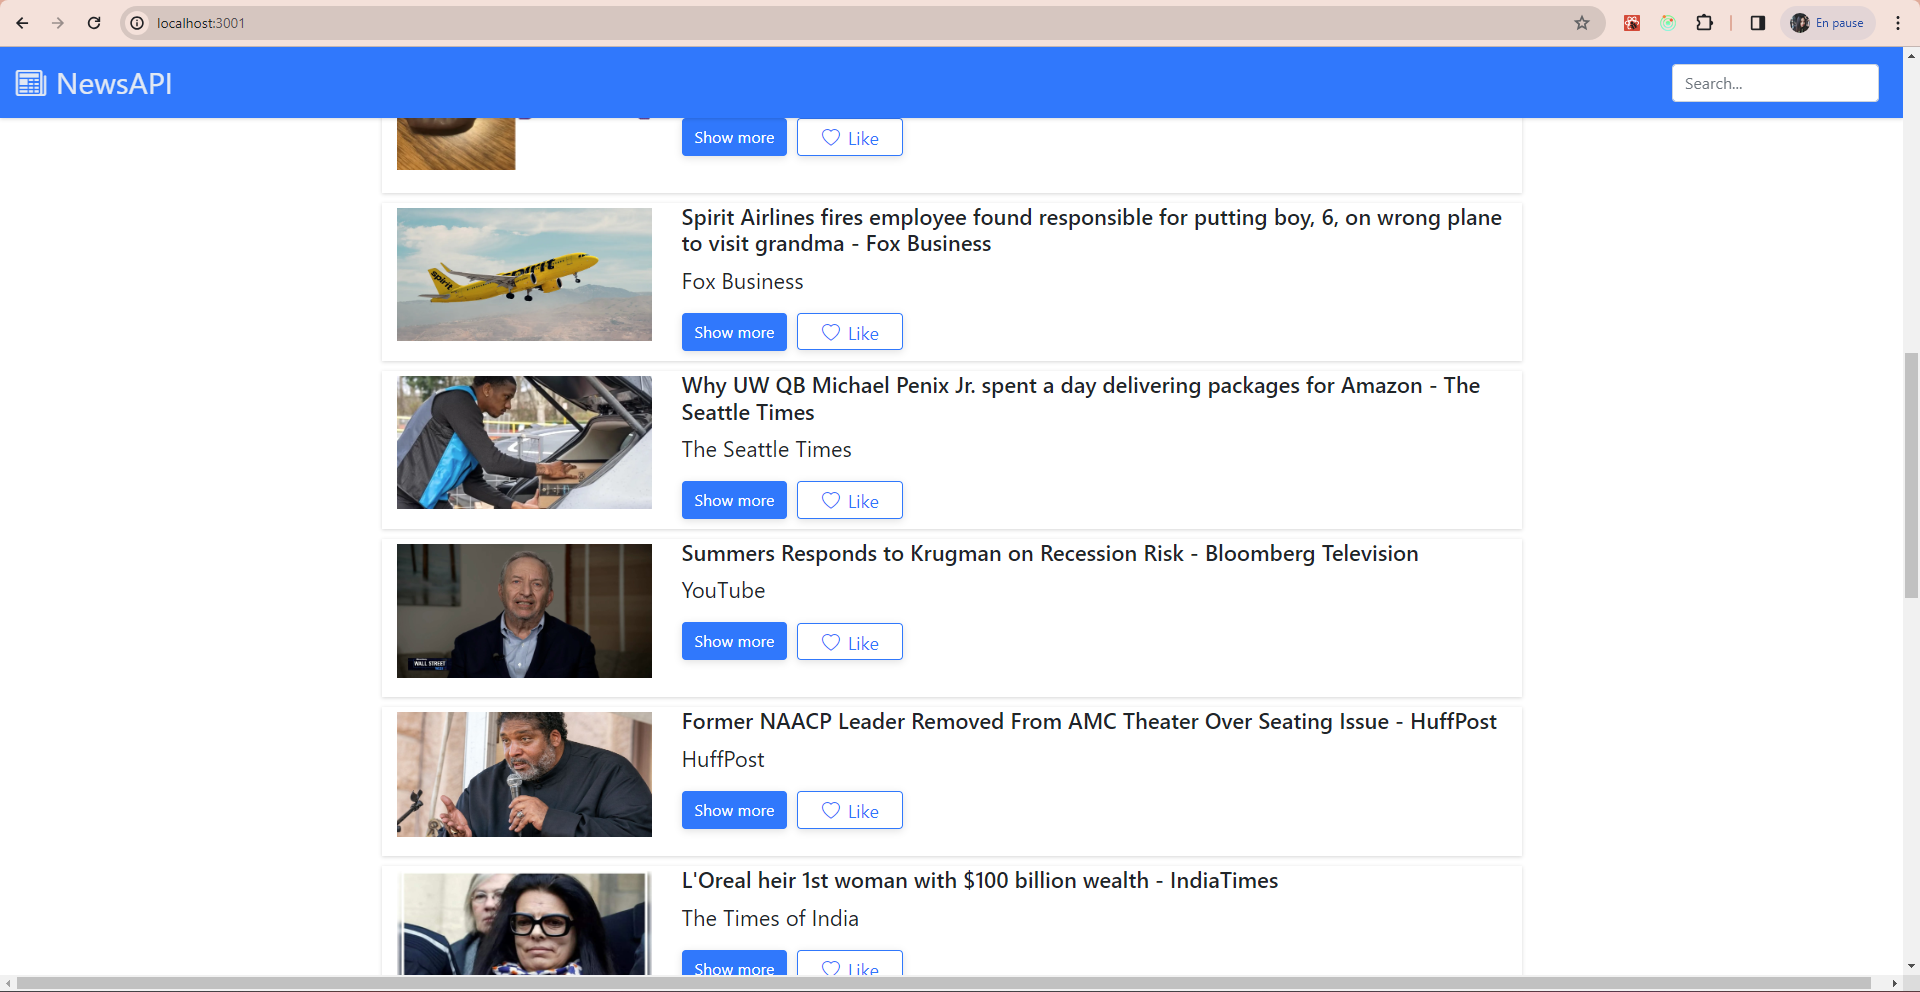 localhost:3001
En pause
NewsAPI
Search...
Show more
Like
Spirit Airlines fires employee found responsible for putting boy, 6, on wrong plane
to visit grandma - Fox Business
Fox Business
Show more
Like
spirit
spirit
Why UW QB Michael Penix Jr. spent a day delivering packages for Amazon - The
Seattle Times
The Seattle Times
Show more
Like
Summers Responds to Krugman on Recession Risk - Bloomberg Television
YouTube
Show more
Like
WALL STREET
Former NAACP Leader Removed From AMC Theater Over Seating Issue - HuffPost
HuffPost
Show more
Like
L'Oreal heir 1st woman with $100 billion wealth - IndiaTimes
The Times of India
Show more
Like